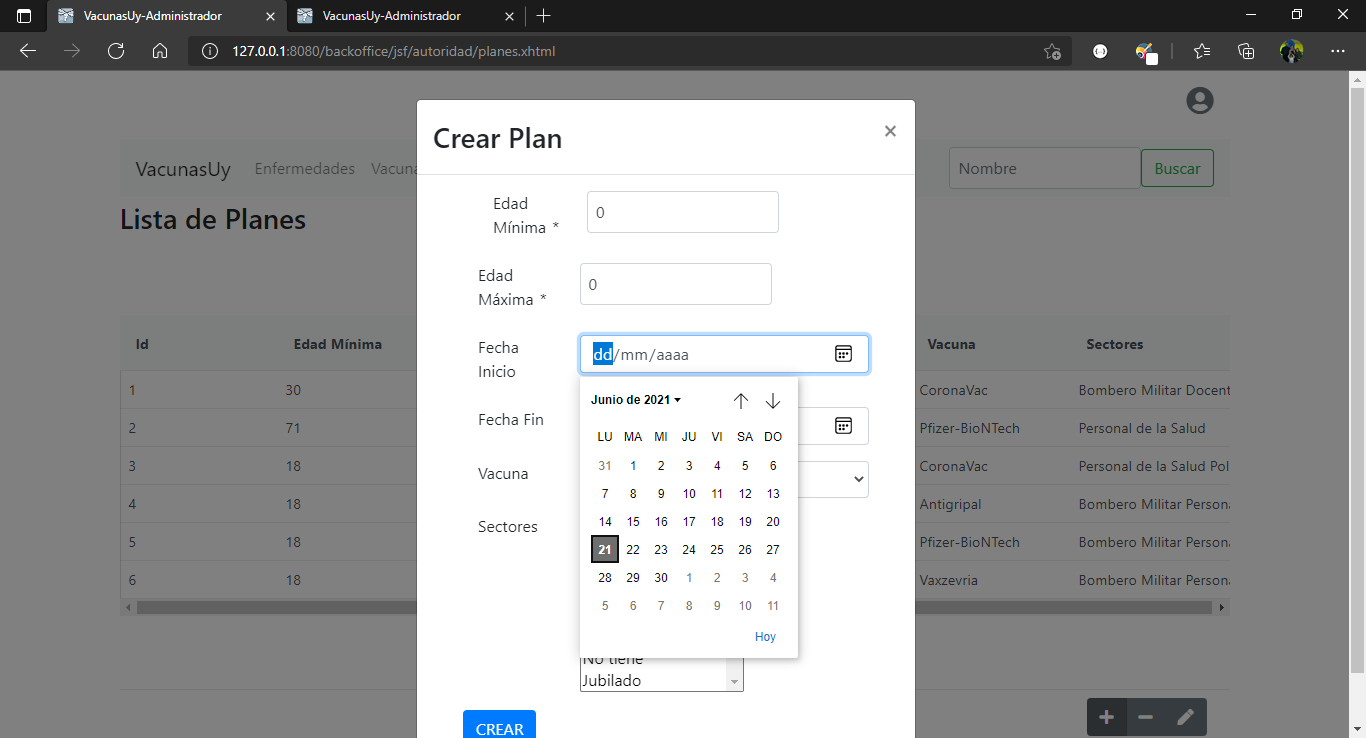 VacunasUy-Administrador
VacunasUy-Administrador
127.0.0.1:8080/backoffice/jsf/autoridad/planes.xhtml
VacunasUy Enfermedades Vacuna
Nombre Buscar
Lista de Planes
Crear Plan
Edad
Mínima *
0
Edad
Máxima *
0
Fecha
Inicio
dd/mm/aaaa
Fecha Fin
Vacuna
Sectores
Junio de 2021
LU MA MI JU VI SA DO
31 1 2 3 4 5 6
7 8 9 10 11 12 13
14 15 16 17 18 19 20
21 22 23 24 25 26 27
28 29 30 1 2 3 4
5 6 7 8 9 10 11
Hoy
No tiene
Jubilado
CREAR
Id Edad Mínima Vacuna Sectores
1 30 CoronaVac Bombero Militar Docent
2 71 Pfizer-BioNTech Personal de la Salud
3 18 CoronaVac Personal de la Salud Pol
4 18 Antigripal Bombero Militar Person
5 18 Pfizer-BioNTech Bombero Militar Person
6 18 Vaxzevria Bombero Militar Person